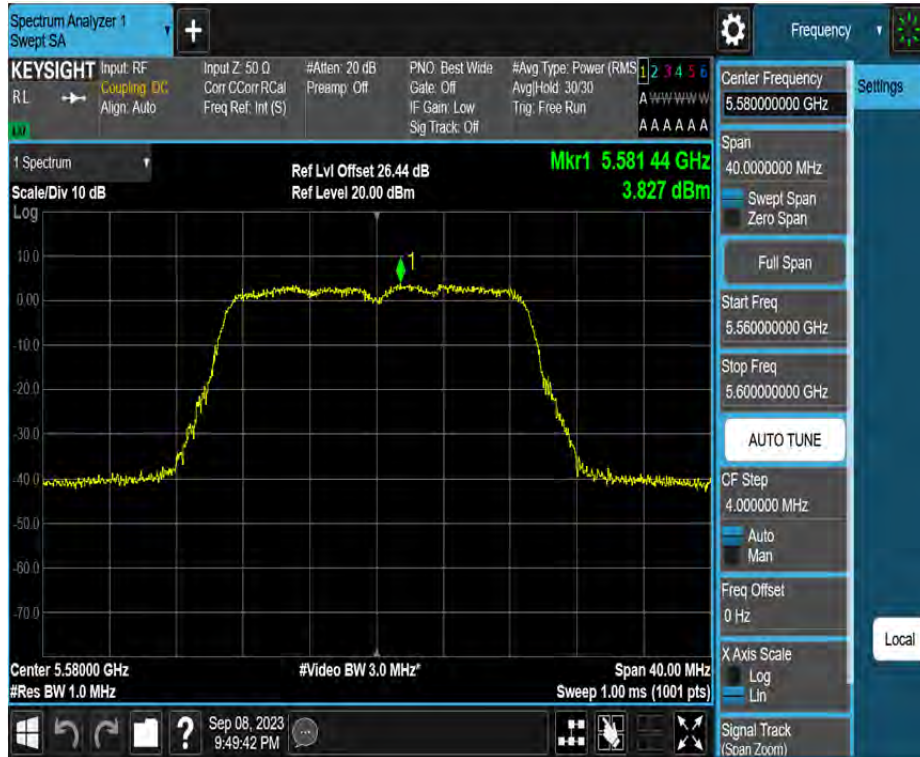 Spectrum Analyzer 1
Swept SA
+
Frequency
KEYSIGHT
RL
Input: RF
Coupling: DC
Align: Auto
Input Z: 50 Ω
Corr CCorr RCal
Freq Ref: Int (S)
#Atten: 20 dB
Preamp: Off
PNO: Best Wide
Gate: Off
IF Gain: Low
Sig Track: Off
#Avg Type: Power (RMS
Avg|Hold: 30/30
Trig: Free Run
1 2 3 4 5 6
A W W W W W
A A A A A A
1 Spectrum
Scale/Div 10 dB
Ref Lvl Offset 26.44 dB
Ref Level 20.00 dBm
Mkr1 5.581 44 GHz
3.827 dBm
Log
1
10.0
0.00
-10.0
-20.0
-30.0
-40.0
-50.0
-60.0
-70.0
Center 5.58000 GHz
#Video BW 3.0 MHz*
Span 40.00 MHz
#Res BW 1.0 MHz
Sweep 1.00 ms (1001 pts)
?
Sep 08, 2023
9:49:42 PM
Center Frequency
5.580000000 GHz
Settings
Span
40.0000000 MHz
Swept Span
Zero Span
Full Span
Start Freq
5.560000000 GHz
Stop Freq
5.600000000 GHz
AUTO TUNE
CF Step
4.000000 MHz
Auto
Man
Freq Offset
0 Hz
X Axis Scale
Log
Lin
Local
Signal Track
(Span Zoom)